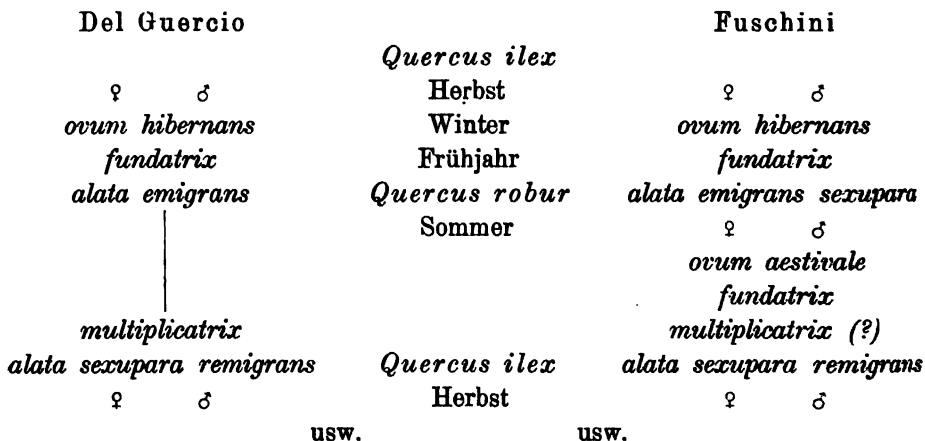 Del Guercio Fuschini
Quercus ilex
♀ ♂ Herbst ♀ ♂
ovum hibernans Winter ovum hibernans
fundatrix Frühjahr fundatrix
alata emigrans Quercus robur alata emigrans sexupara
Sommer ♀ ♂
ovum aestivale
fundatrix
multiplicatrix multiplicatrix (?)
alata sexupara remigrans Quercus ilex alata sexupara remigrans
♀ ♂ Herbst ♀ ♂
usw. usw.